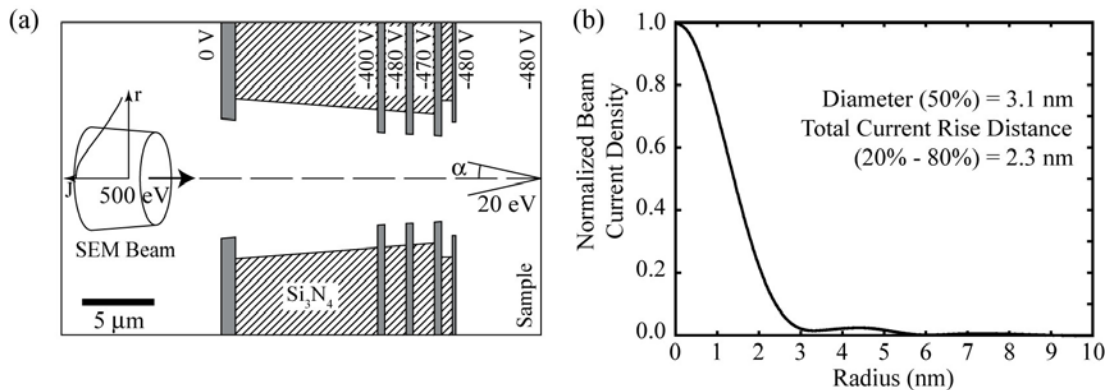 (a)
0 V
-400 V
-480 V
-470 V
-480 V
-480 V
r
J
500 eV
SEM Beam
α
20 eV
5 μm
Si₃N₄
Sample
(b)
Normalized Beam
Current Density
1.0
0.8
0.6
0.4
0.2
0.0
Diameter (50%) = 3.1 nm
Total Current Rise Distance
(20% - 80%) = 2.3 nm
0 1 2 3 4 5 6 7 8 9 10
Radius (nm)